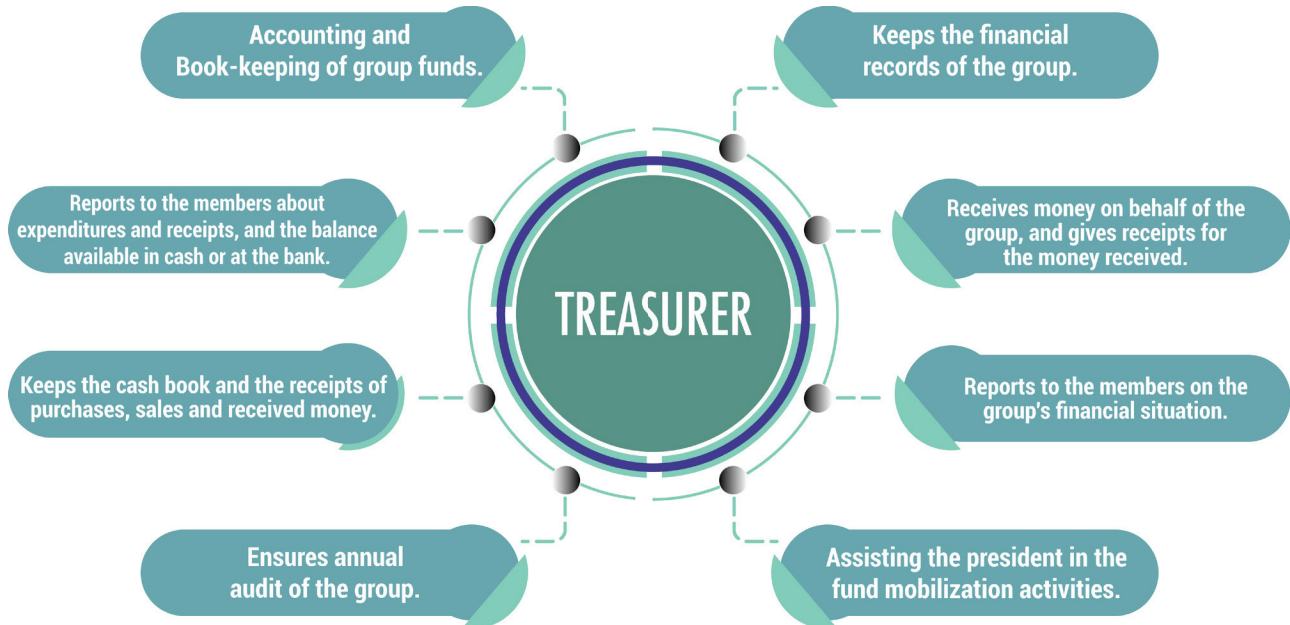 Accounting and
Book-keeping of group funds.
Keeps the financial
records of the group.
Reports to the members about
expenditures and receipts, and the balance
available in cash or at the bank.
Receives money on behalf of the
group, and gives receipts for
the money received.
TREASURER
Keeps the cash book and the receipts of
purchases, sales and received money.
Reports to the members on the
group's financial situation.
Ensures annual
audit of the group.
Assisting the president in the
fund mobilization activities.